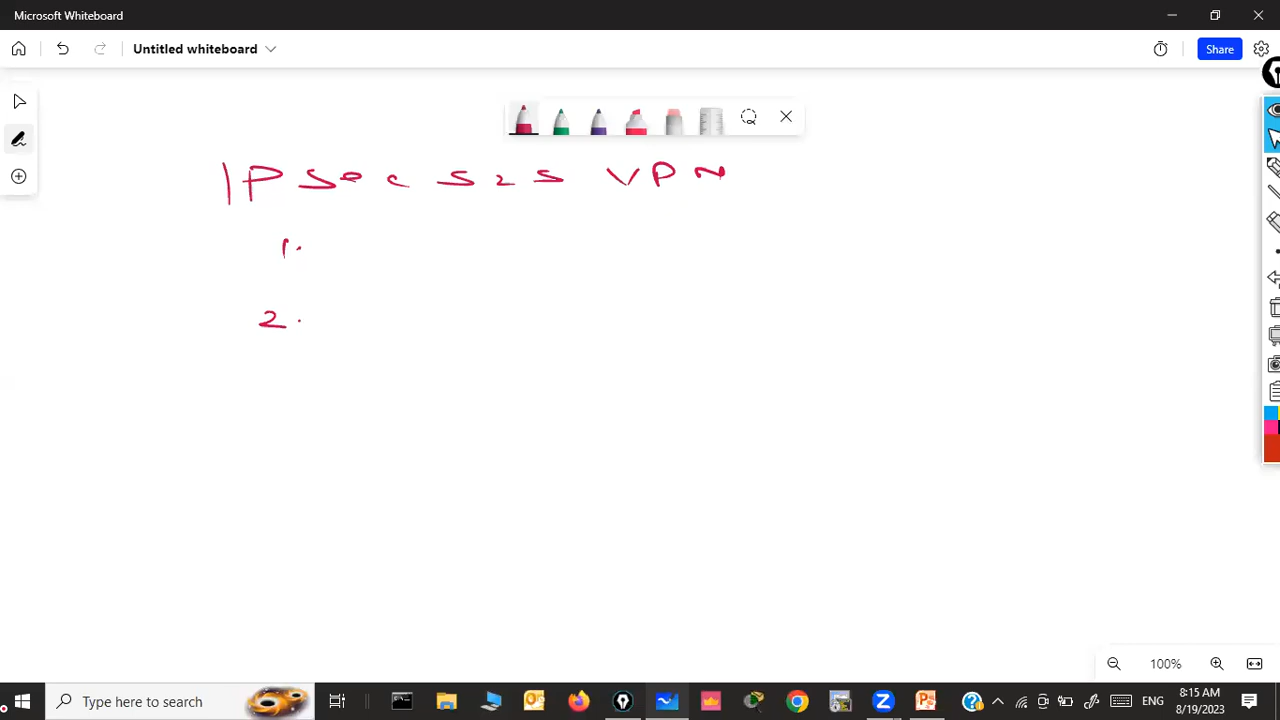 Microsoft Whiteboard
Untitled whiteboard
Share
IPsec S2S VPN
1.
2.
100%
Type here to search
ENG
8:15 AM
8/19/2023